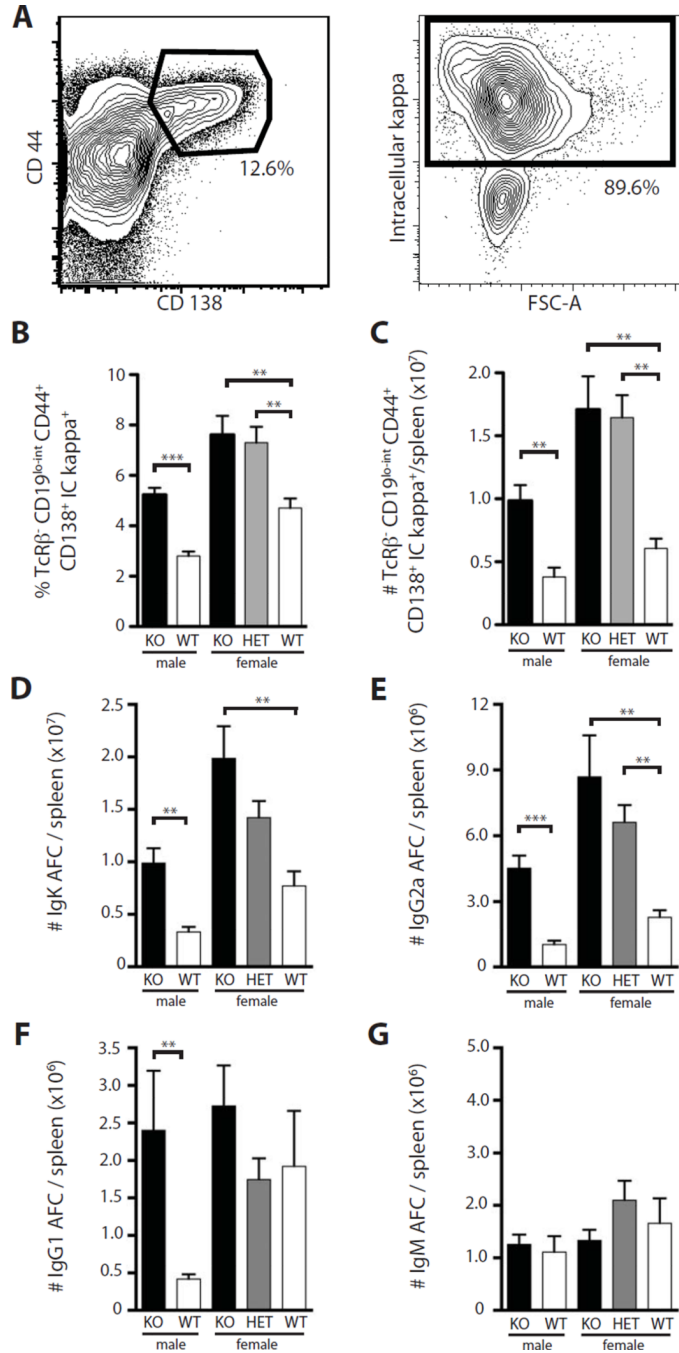 A
CD 44
12.6%
CD 138
Intracellular kappa
89.6%
FSC-A
B
% TcRβ- CD19lo-int CD44+
CD138+ IC kappa+
10
8
6
4
2
0
***
**
**
KO WT KO HET WT
male female
C
# TcRβ- CD19lo-int CD44+
CD138+ IC kappa+/spleen (x10⁷)
2.0
1.5
1.0
0.5
0
**
**
**
KO WT KO HET WT
male female
D
# IgK AFC / spleen (x10⁷)
2.5
2.0
1.5
1.0
0.5
0
**
**
KO WT KO HET WT
male female
E
# IgG2a AFC / spleen (x10⁶)
12
9.0
6.0
3.0
0
***
**
**
KO WT KO HET WT
male female
F
# IgG1 AFC / spleen (x10⁶)
3.5
3.0
2.5
2.0
1.5
1.0
0.5
0
**
KO WT KO HET WT
male female
G
# IgM AFC / spleen (x10⁶)
5.0
4.0
3.0
2.0
1.0
0
KO WT KO HET WT
male female